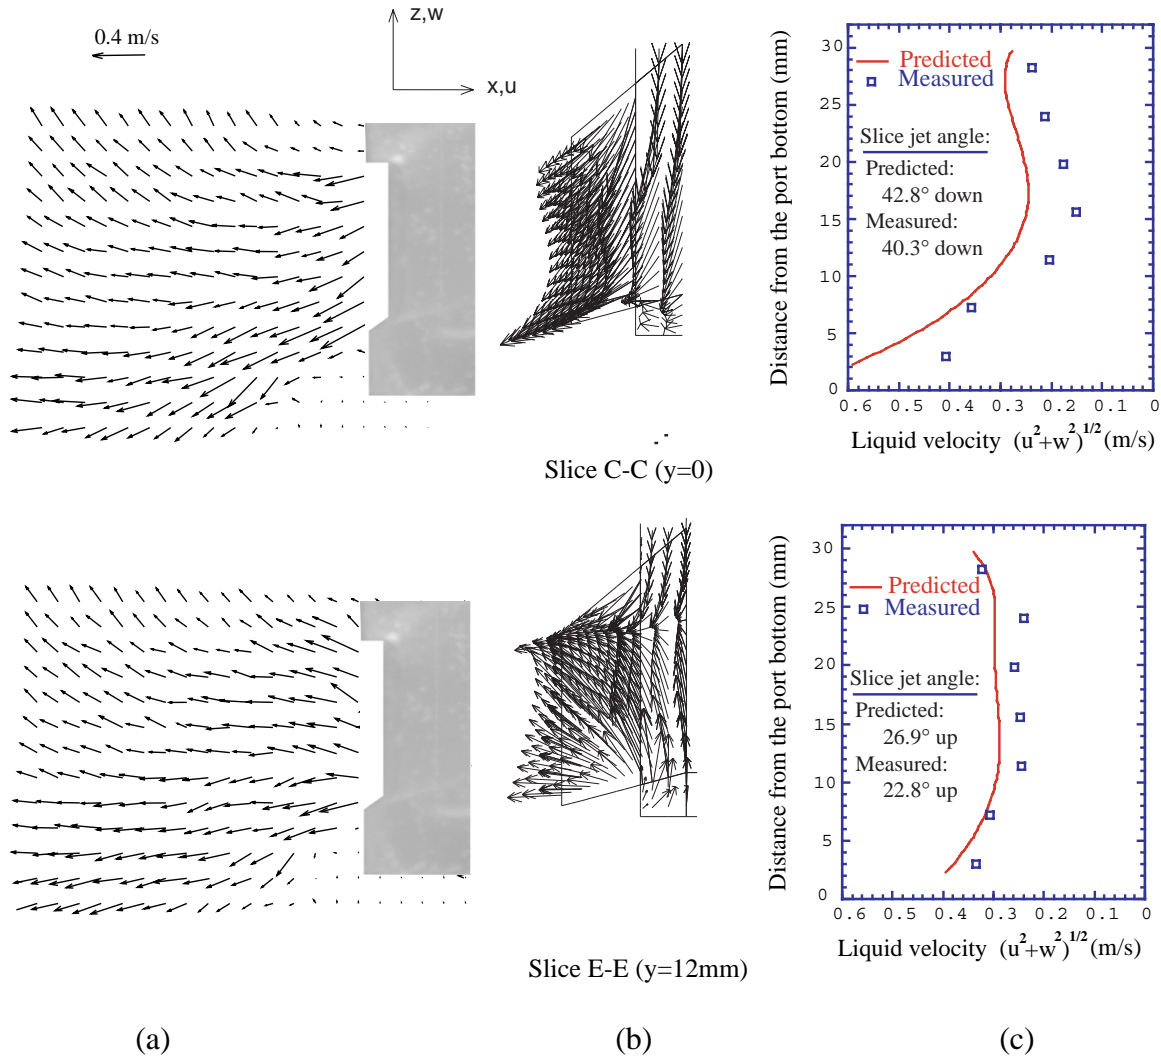 0.4 m/s
z,w
x,u
Distance from the port bottom (mm)
30
25
20
15
10
5
0
Predicted
Measured
Slice jet angle:
Predicted:
42.8° down
Measured:
40.3° down
0.6 0.5 0.4 0.3 0.2 0.1 0
Liquid velocity (u²+w²)^1/2 (m/s)
Slice C-C (y=0)
Distance from the port bottom (mm)
30
25
20
15
10
5
0
Predicted
Measured
Slice jet angle:
Predicted:
26.9° up
Measured:
22.8° up
0.6 0.5 0.4 0.3 0.2 0.1 0
Liquid velocity (u²+w²)^1/2 (m/s)
Slice E-E (y=12mm)
(a) (b) (c)